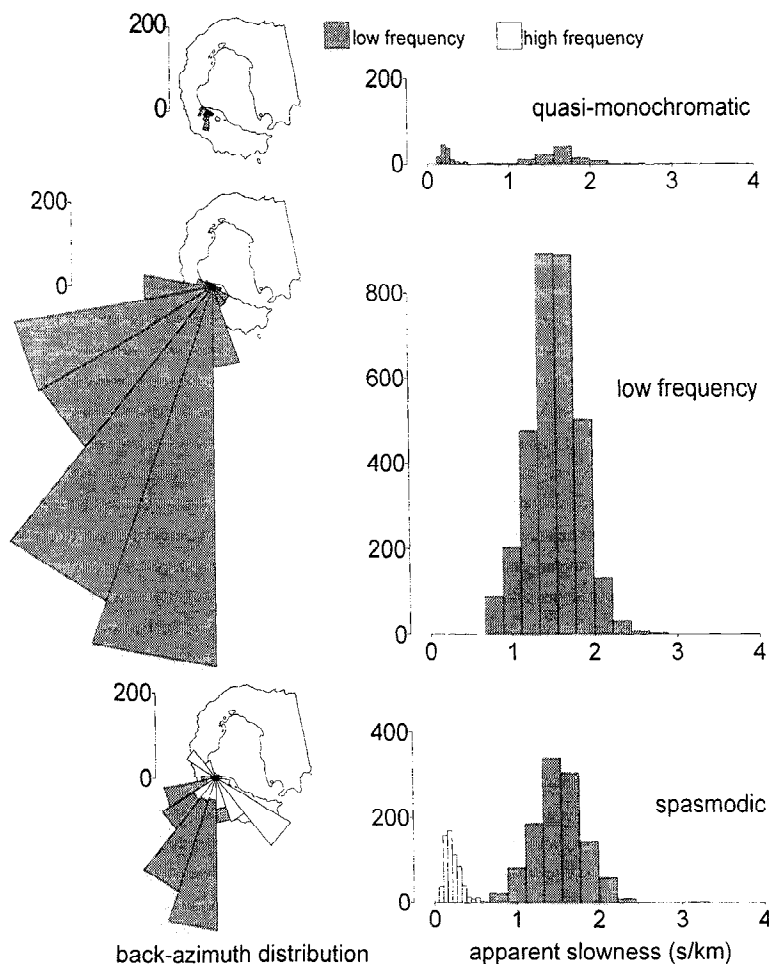 200
0
low frequency
high frequency
200
0
quasi-monochromatic
0 1 2 3 4
200
0
800
600
400
200
0
low frequency
0 1 2 3 4
200
0
400
200
0
spasmodic
0 1 2 3 4
back-azimuth distribution
apparent slowness (s/km)